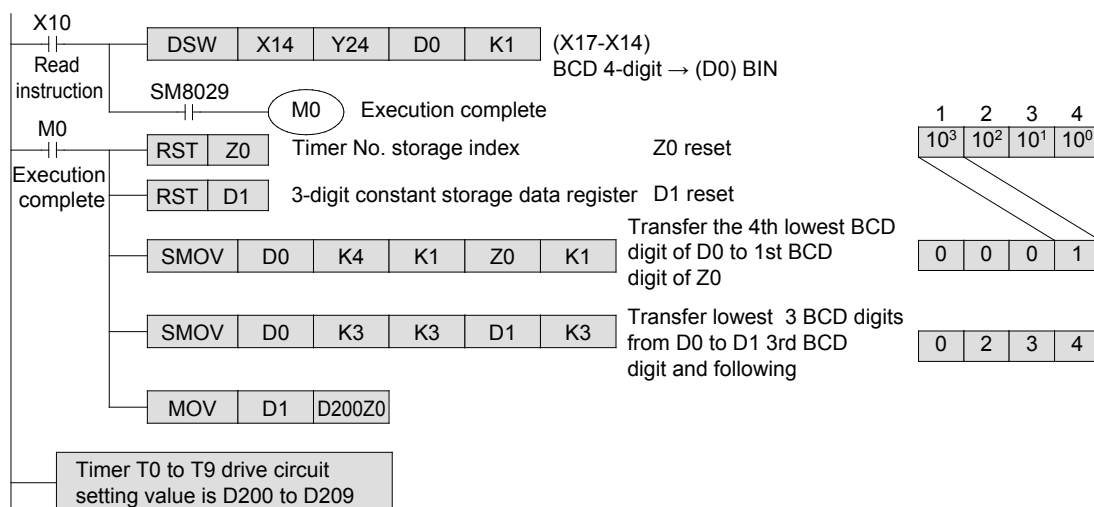 X10
DSW X14 Y24 D0 K1 (X17-X14)
Read instruction
BCD 4-digit → (D0) BIN
SM8029
M0 Execution complete
M0
Execution complete
RST Z0 Timer No. storage index Z0 reset
1 2 3 4
10³ 10² 10¹ 10⁰
RST D1 3-digit constant storage data register D1 reset
SMOV D0 K4 K1 Z0 K1
Transfer the 4th lowest BCD
digit of D0 to 1st BCD
digit of Z0
0 0 0 1
SMOV D0 K3 K3 D1 K3
Transfer lowest 3 BCD digits
from D0 to D1 3rd BCD
digit and following
0 2 3 4
MOV D1 D200Z0
Timer T0 to T9 drive circuit
setting value is D200 to D209